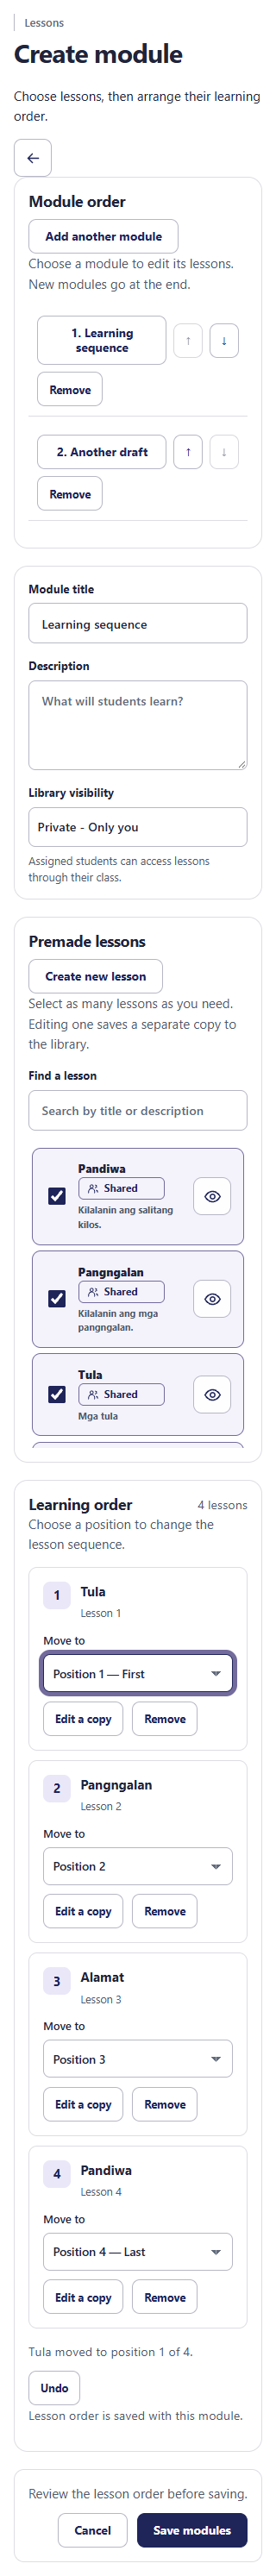 Lessons
Create module
Choose lessons, then arrange their learning
order.
←
Module order
Add another module
Choose a module to edit its lessons.
New modules go at the end.
1. Learning
sequence
↑
↓
Remove
2. Another draft
↑
↓
Remove
Module title
Learning sequence
Description
What will students learn?
Library visibility
Private - Only you
Assigned students can access lessons
through their class.
Premade lessons
Create new lesson
Select as many lessons as you need.
Editing one saves a separate copy to
the library.
Find a lesson
Search by title or description
Pandiwa
Shared
Kilalanin ang salitang
kilos.
Pangngalan
Shared
Kilalanin ang mga
pangngalan.
Tula
Shared
Mga tula
Learning order
4 lessons
Choose a position to change the
lesson sequence.
1
Tula
Lesson 1
Move to
Position 1 — First
Edit a copy
Remove
2
Pangngalan
Lesson 2
Move to
Position 2
Edit a copy
Remove
3
Alamat
Lesson 3
Move to
Position 3
Edit a copy
Remove
4
Pandiwa
Lesson 4
Move to
Position 4 — Last
Edit a copy
Remove
Tula moved to position 1 of 4.
Undo
Lesson order is saved with this module.
Review the lesson order before saving.
Cancel
Save modules